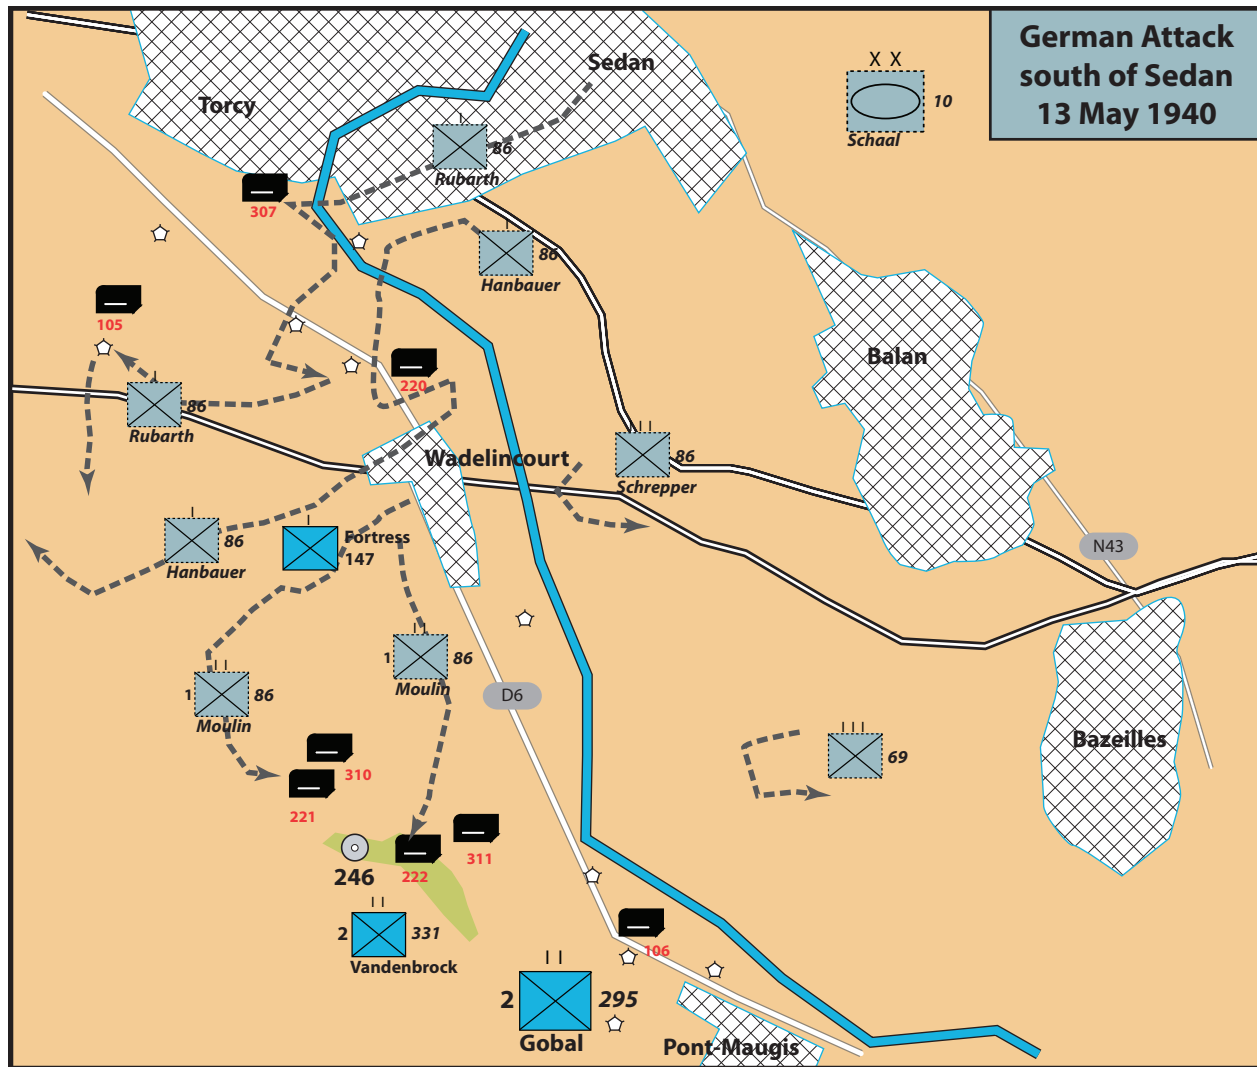 German Attack
south of Sedan
13 May 1940
X X
10
Schaal
Sedan
Torcy
I
86
Rubarth
307
I
86
Hanbauer
105
Balan
220
I
86
Rubarth
I I
86
Schrepper
Wadelincourt
I
86
Hanbauer
I
Fortress
147
N43
I I
1
86
Moulin
I I
1
86
Moulin
D6
I I I
69
Bazeilles
310
221
311
246
222
I I
2
331
Vandenbrock
106
I I
2
295
Gobal
Pont-Maugis